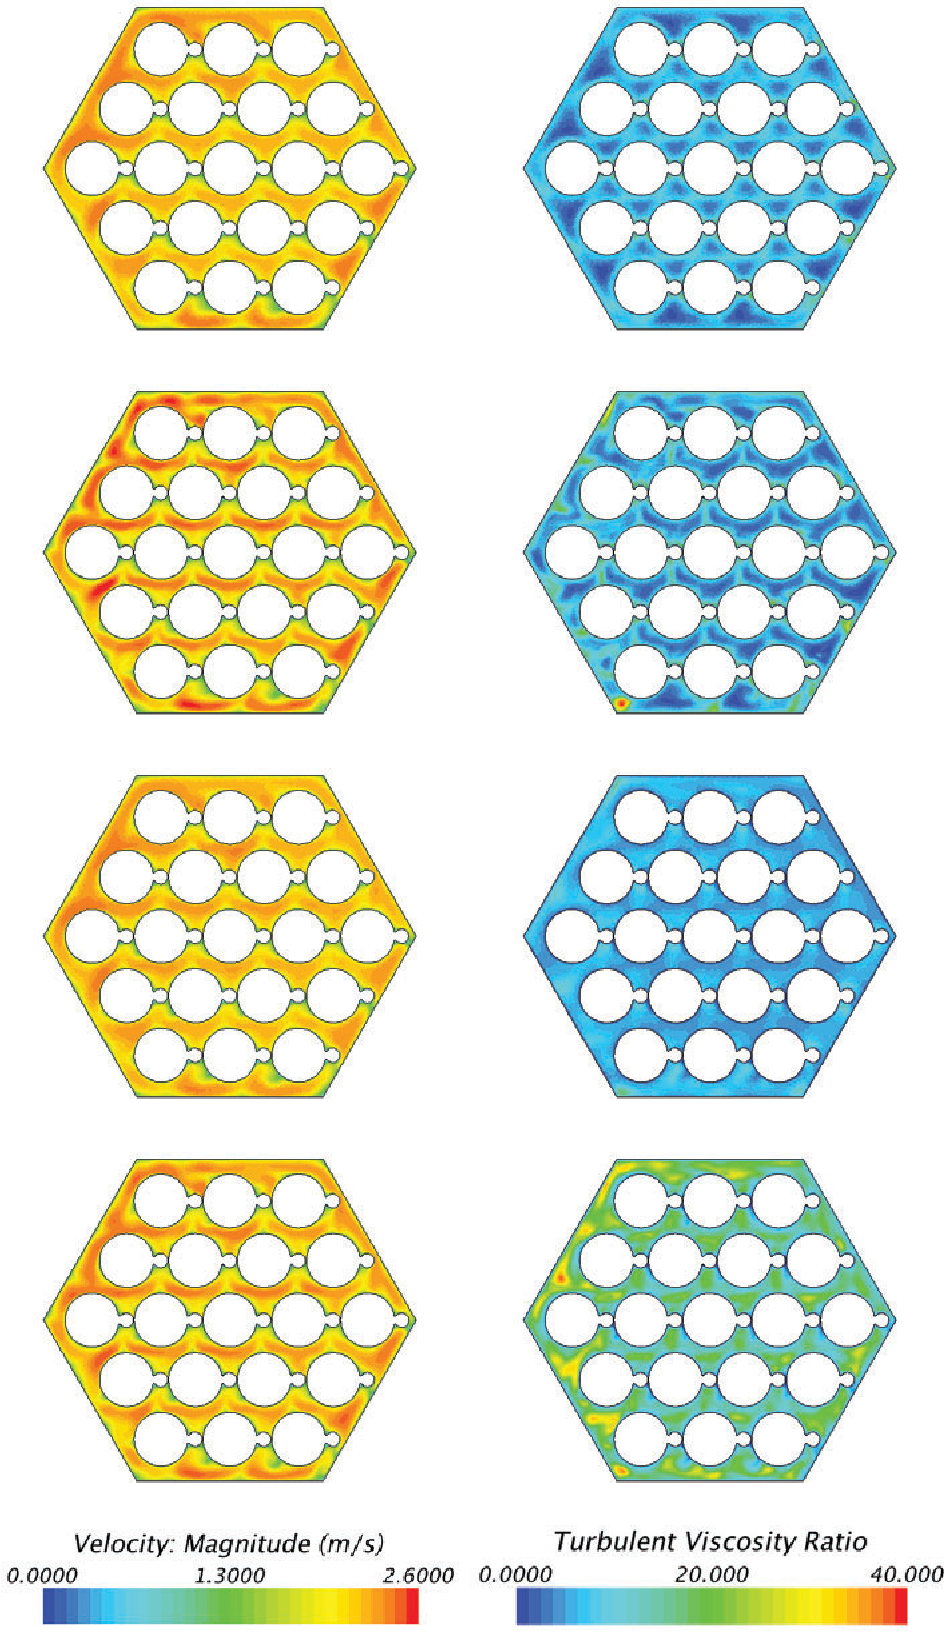 Velocity: Magnitude (m/s)
0.0000 1.3000 2.6000
Turbulent Viscosity Ratio
0.0000 20.000 40.000